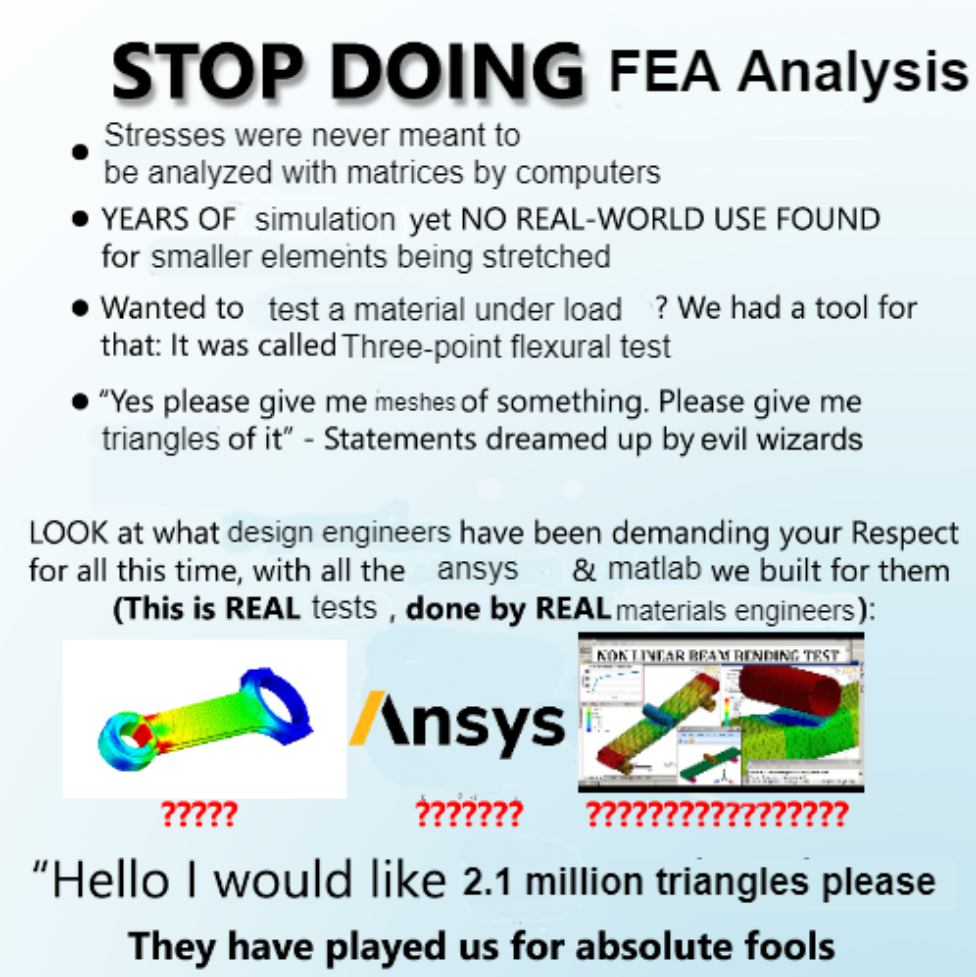 STOP DOING FEA Analysis
• Stresses were never meant to
be analyzed with matrices by computers
• YEARS OF simulation yet NO REAL-WORLD USE FOUND
for smaller elements being stretched
• Wanted to test a material under load ? We had a tool for
that: It was called Three-point flexural test
• “Yes please give me meshes of something. Please give me
triangles of it” - Statements dreamed up by evil wizards
LOOK at what design engineers have been demanding your Respect
for all this time, with all the ansys & matlab we built for them
(This is REAL tests , done by REAL materials engineers):
NON LINEAR BEAM BENDING TEST
Ansys
????? ??????? ?????????????????
“Hello I would like 2.1 million triangles please
They have played us for absolute fools